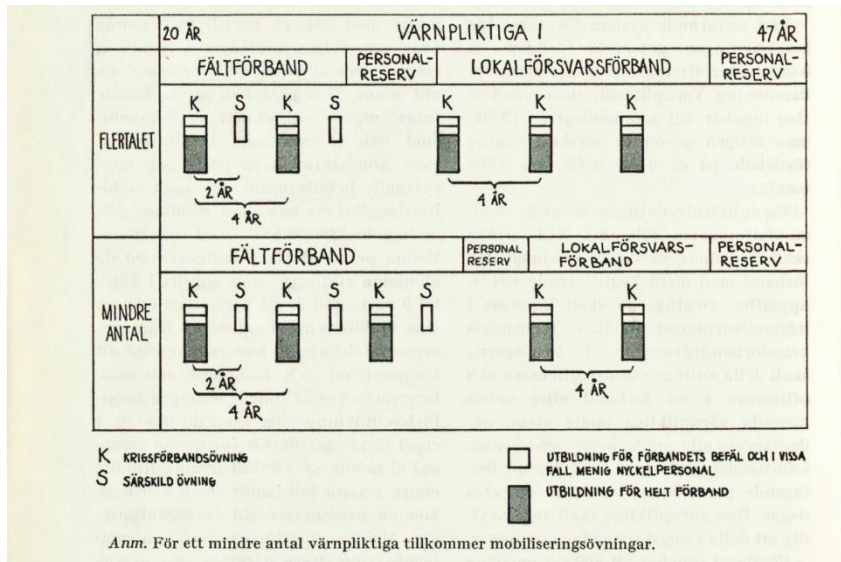 20 ÅR VÄRNPLIKTIGA I 47 ÅR
FÄLTFÖRBAND PERSONAL-RESERV LOKALFÖRSVARSFÖRBAND PERSONAL-RESERV
FLERTALET
K S K S K K K
2 ÅR
4 ÅR
4 ÅR
FÄLTFÖRBAND PERSONAL RESERV LOKALFÖRSVARS-FÖRBAND PERSONAL-RESERV
MINDRE ANTAL
K S K S K S K K
2 ÅR
4 ÅR
4 ÅR
K KRIGSFÖRBANDSÖVNING
S SÄRSKILD ÖVNING
UTBILDNING FÖR FÖRBANDETS BEFÄL OCH I VISSA
FALL MENIG NYCKELPERSONAL
UTBILDNING FÖR HELT FÖRBAND
Anm. För ett mindre antal värnpliktiga tillkommer mobiliseringsövningar.